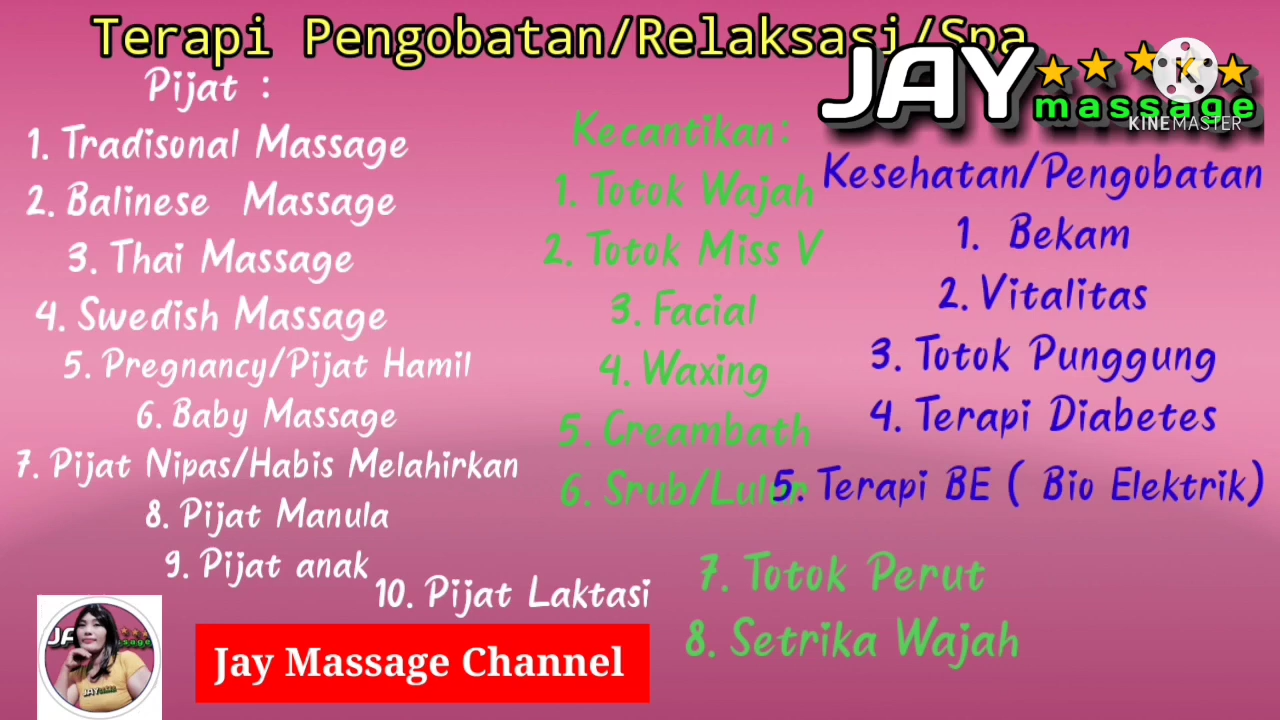 Terapi Pengobatan/Relaksasi/Spa
JAY
massage
KINEMASTER
Pijat :
1. Tradisonal Massage
2. Balinese Massage
3. Thai Massage
4. Swedish Massage
5. Pregnancy/Pijat Hamil
6. Baby Massage
7. Pijat Nipas/Habis Melahirkan
8. Pijat Manula
9. Pijat anak
10. Pijat Laktasi
Kecantikan:
1. Totok Wajah
2. Totok Miss V
3. Facial
4. Waxing
5. Creambath
6. Srub/Lulur
7. Totok Perut
8. Setrika Wajah
Kesehatan/Pengobatan
1. Bekam
2. Vitalitas
3. Totok Punggung
4. Terapi Diabetes
5. Terapi BE ( Bio Elektrik)
Jay Massage Channel